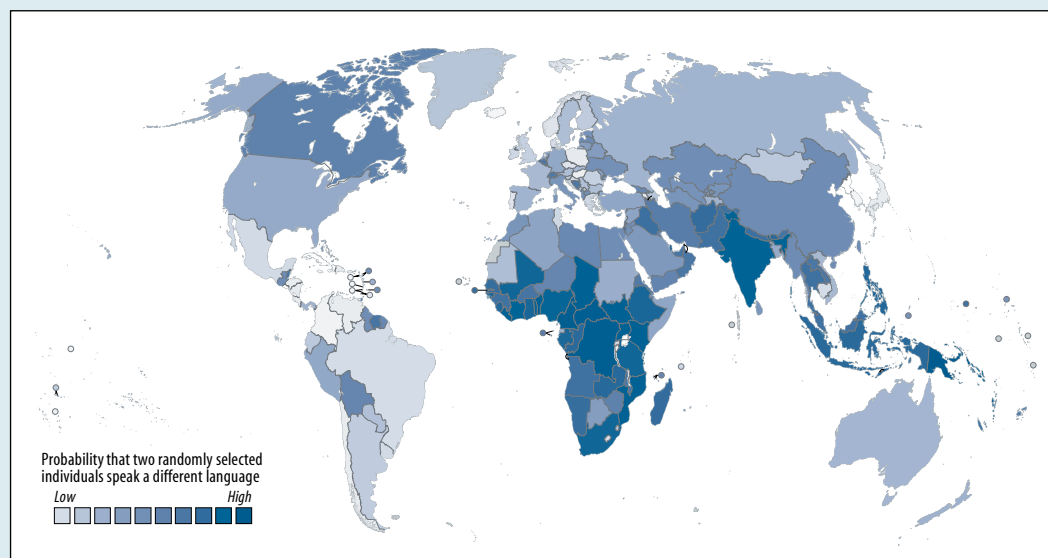 Probability that two randomly selected
individuals speak a different language
Low High